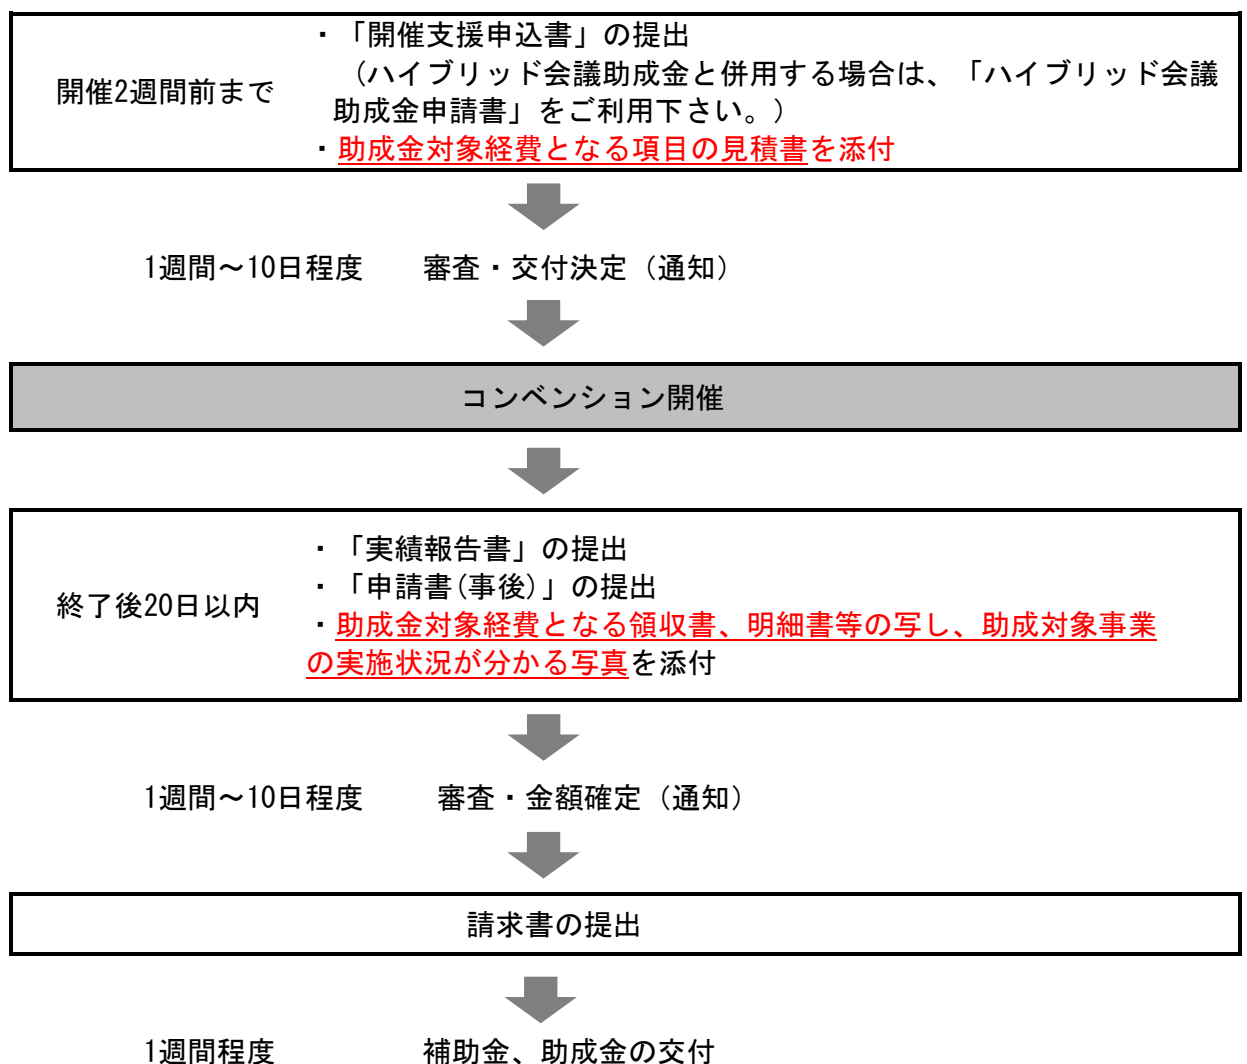 ・「開催支援申込書」の提出
（ハイブリッド会議助成金と併用する場合は、「ハイブリッド会議
開催2週間前まで
助成金申請書」をご利用下さい。）
・助成金対象経費となる項目の見積書を添付
1週間～10日程度 審査・交付決定（通知）
コンベンション開催
・「実績報告書」の提出
・「申請書(事後)」の提出
終了後20日以内
・助成金対象経費となる領収書、明細書等の写し、助成対象事業
の実施状況が分かる写真を添付
1週間～10日程度 審査・金額確定（通知）
請求書の提出
1週間程度 補助金、助成金の交付